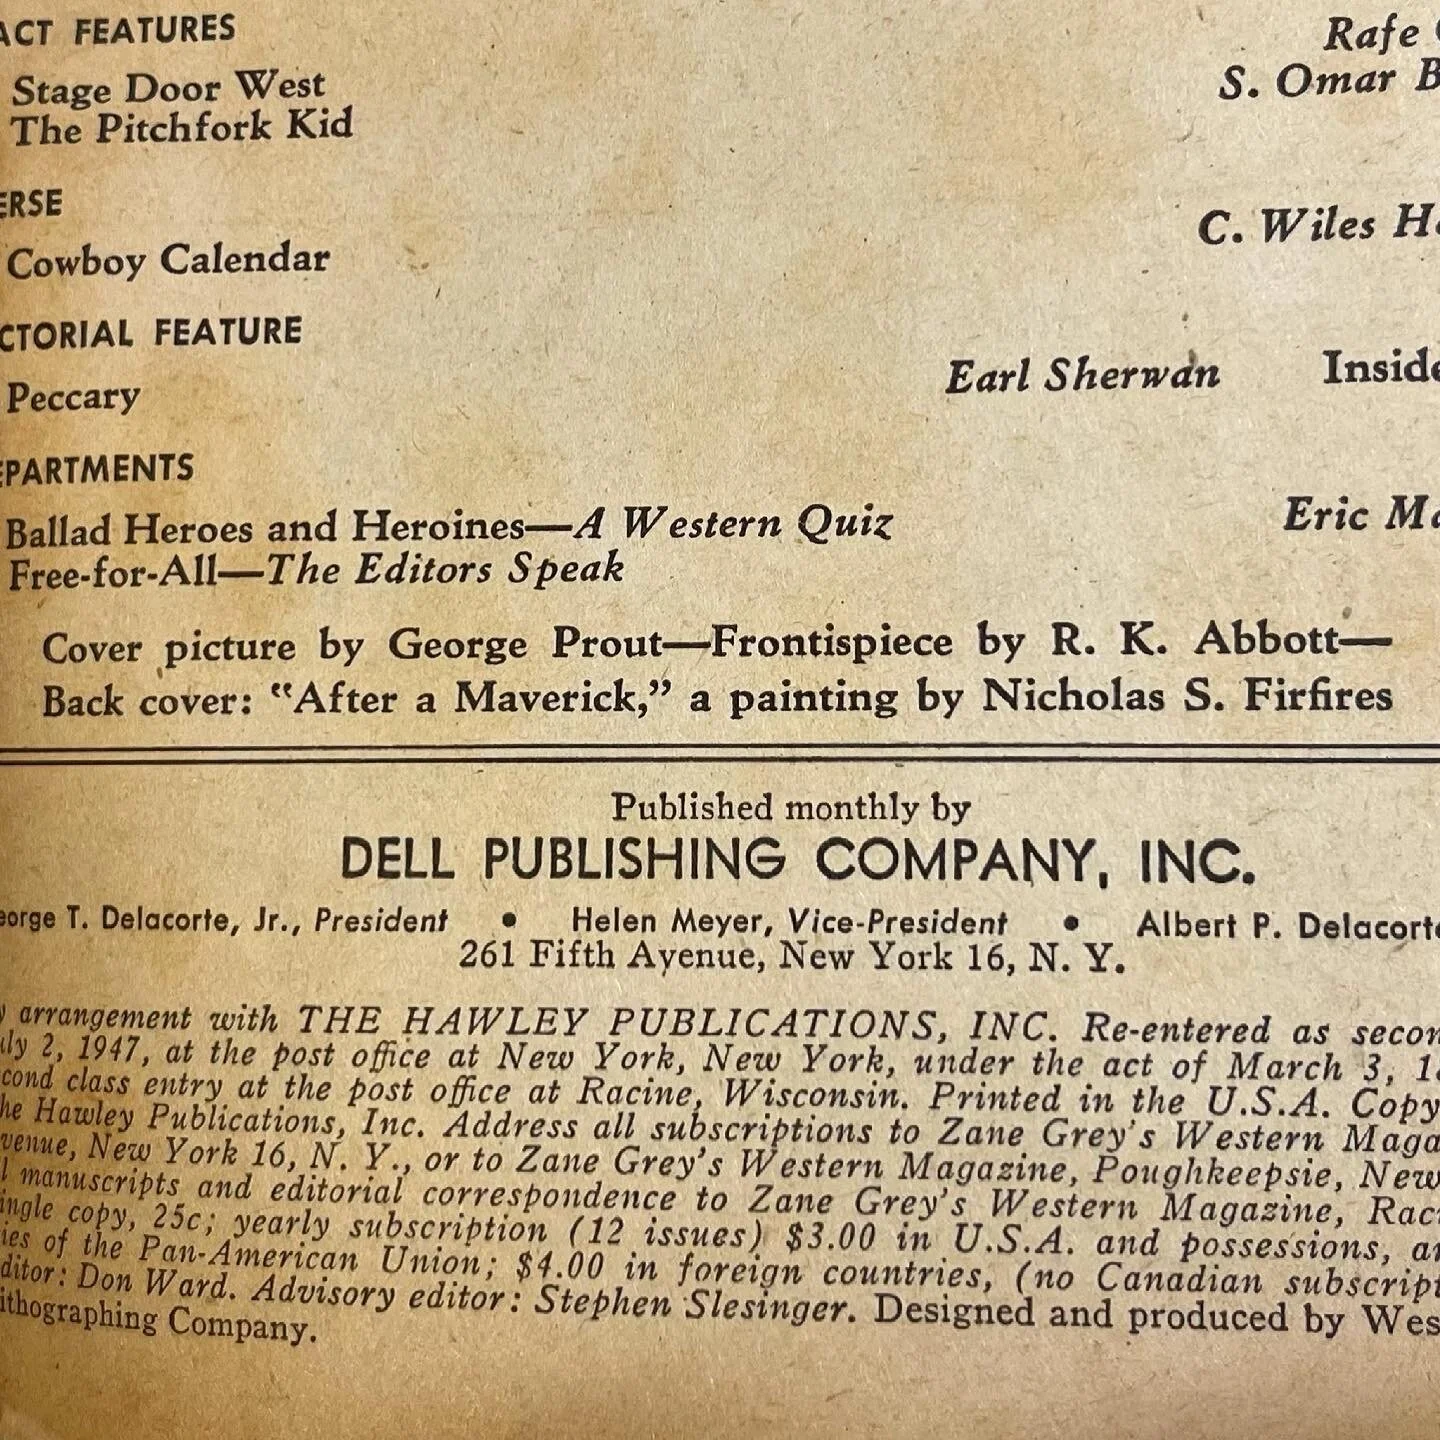 ACT FEATURES
Rafe
Stage Door West
S. Omar B
The Pitchfork Kid
ERSE
C. Wiles H
Cowboy Calendar
CTORIAL FEATURE
Peccary
Earl Sherwan
Inside
EPARTMENTS
Ballad Heroes and Heroines—A Western Quiz
Eric Ma
Free-for-All—The Editors Speak
Cover picture by George Prout—Frontispiece by R. K. Abbott—
Back cover: "After a Maverick," a painting by Nicholas S. Firfires
Published monthly by
DELL PUBLISHING COMPANY, INC.
eorge T. Delacorte, Jr., President • Helen Meyer, Vice-President • Albert P. Delacorte
261 Fifth Avenue, New York 16, N. Y.
y arrangement with THE HAWLEY PUBLICATIONS, INC. Re-entered as secon
uly 2, 1947, at the post office at New York, New York, under the act of March 3, 1
cond class entry at the post office at Racine, Wisconsin. Printed in the U.S.A. Copy
he Hawley Publications, Inc. Address all subscriptions to Zane Grey's Western Maga
venue, New York 16, N. Y., or to Zane Grey's Western Magazine, Poughkeepsie, New
l manuscripts and editorial correspondence to Zane Grey's Western Magazine, Rac
ingle copy, 25c; yearly subscription (12 issues) $3.00 in U.S.A. and possessions, a
ies of the Pan-American Union; $4.00 in foreign countries, (no Canadian subscript
ditor: Don Ward. Advisory editor: Stephen Slesinger. Designed and produced by Wes
ithographing Company.